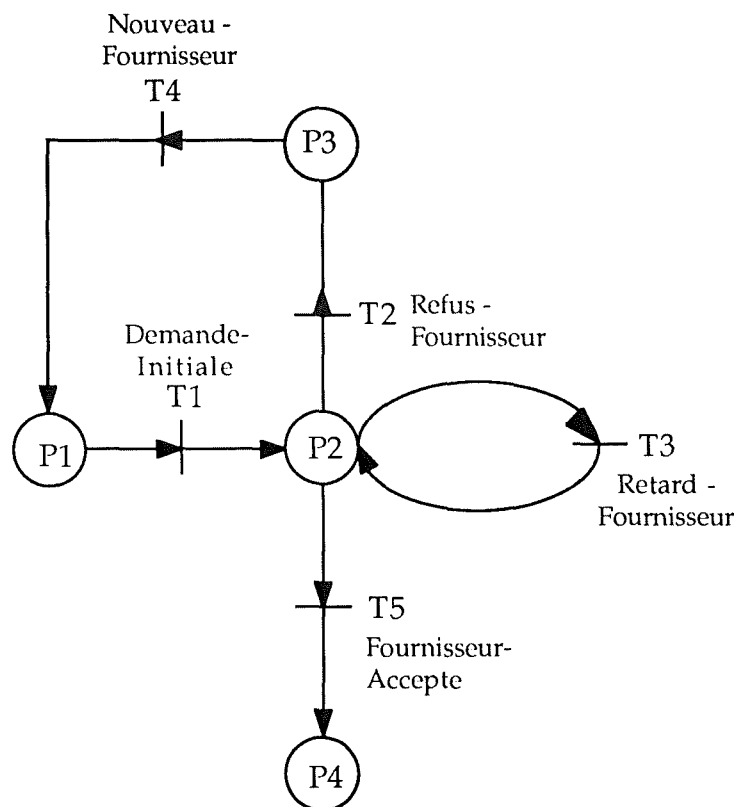 Nouveau -
Fournisseur
T4
P3
T2 Refus -
Fournisseur
Demande-
Initiale
T1
P1
P2
T3
Retard -
Fournisseur
T5
Fournisseur-
Accepte
P4